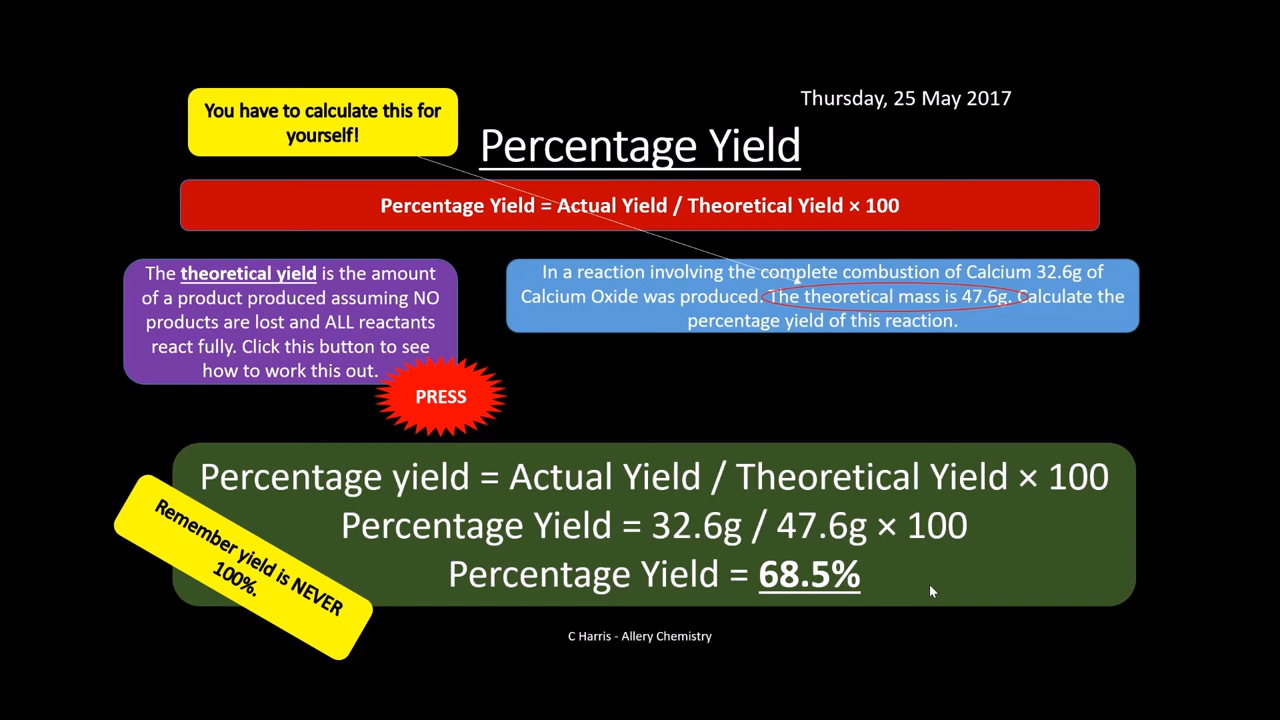 Thursday, 25 May 2017
You have to calculate this for
yourself!
Percentage Yield
Percentage Yield = Actual Yield / Theoretical Yield × 100
The theoretical yield is the amount
of a product produced assuming NO
products are lost and ALL reactants
react fully. Click this button to see
how to work this out.
PRESS
In a reaction involving the complete combustion of Calcium 32.6g of
Calcium Oxide was produced. The theoretical mass is 47.6g. Calculate the
percentage yield of this reaction.
Percentage yield = Actual Yield / Theoretical Yield × 100
Percentage Yield = 32.6g / 47.6g × 100
Percentage Yield = 68.5%
Remember yield is NEVER
100%.
C Harris - Allery Chemistry